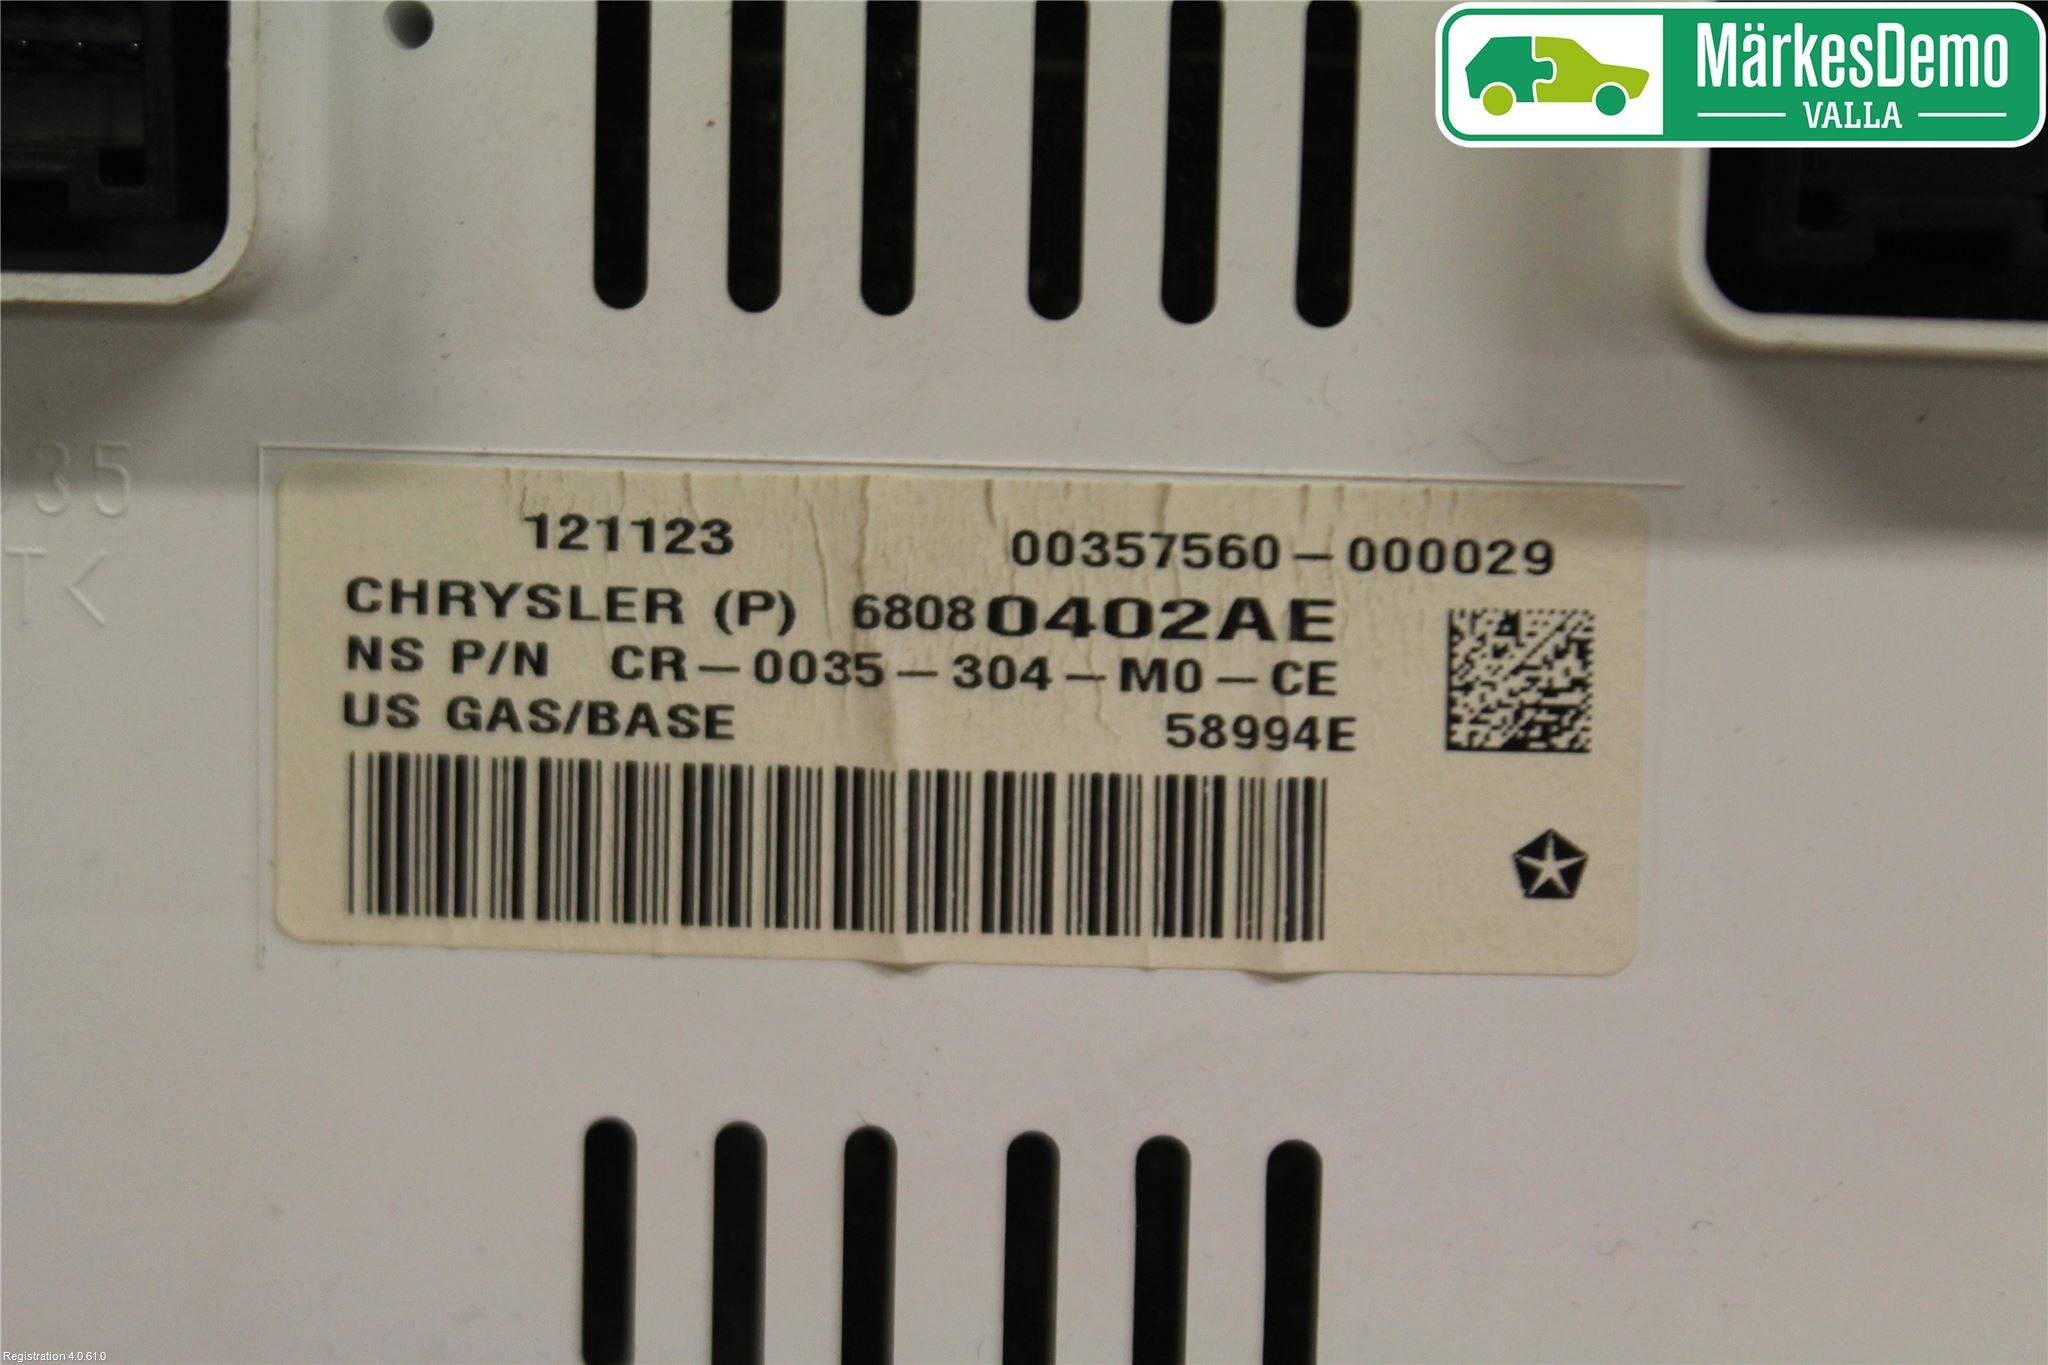 MärkesDemo
VALLA
35
T<
121123 00357560-000029
CHRYSLER (P) 68080402AE
NS P/N CR-0035-304-M0-CE
US GAS/BASE 58994E
Registration 4.0.61.0